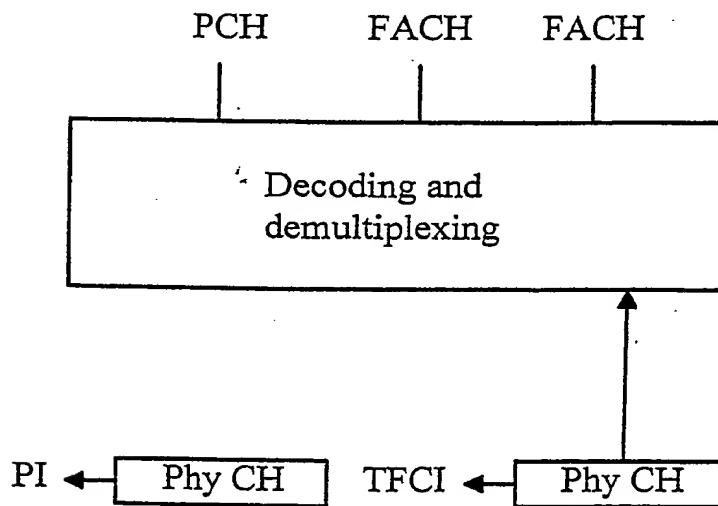 PCH FACH FACH
Decoding and
demultiplexing
PI Phy CH TFCI Phy CH